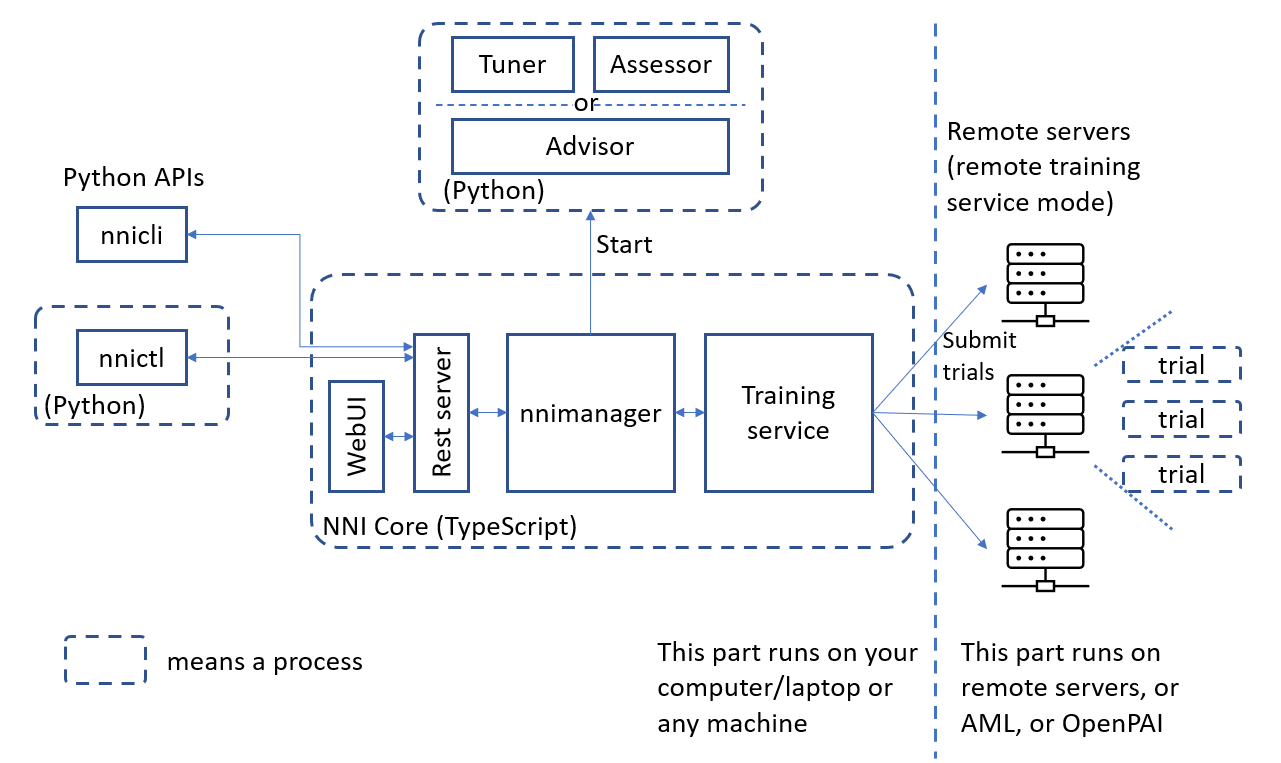 Tuner
Assessor
or
Advisor
(Python)
Start
Python APIs
nnicli
nnictl
(Python)
WebUI
Rest server
nnimanager
Training
service
NNI Core (TypeScript)
Remote servers
(remote training
service mode)
Submit
trials
trial
trial
trial
means a process
This part runs on your
computer/laptop or
any machine
This part runs on
remote servers, or
AML, or OpenPAI